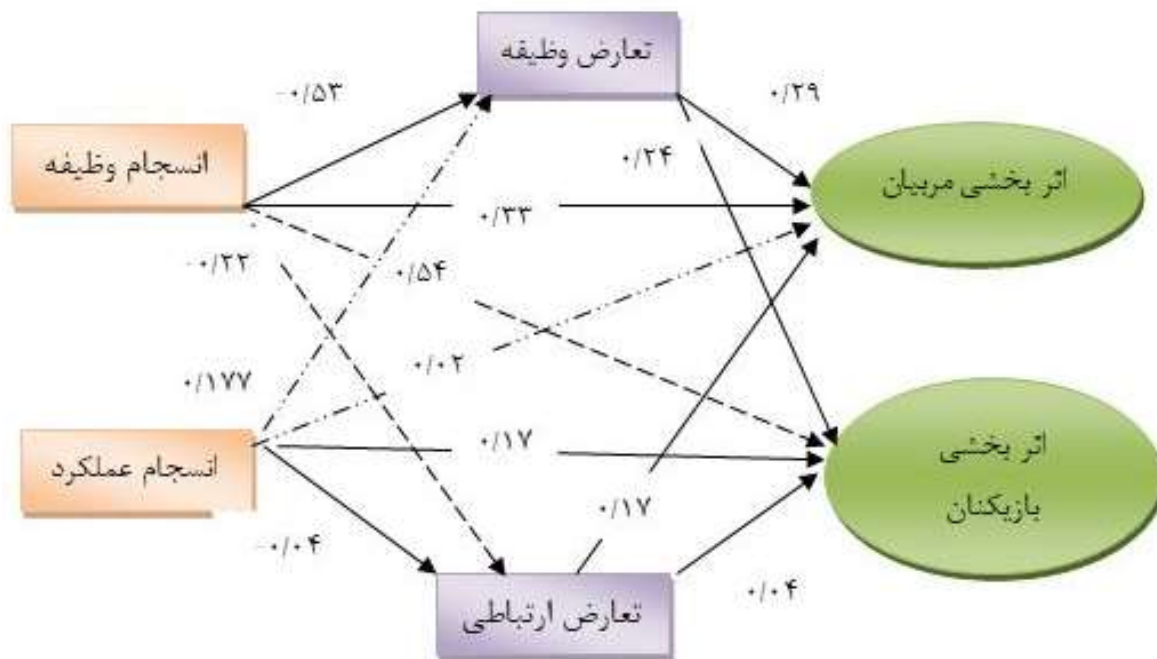 تعارض وظیفه
-۰/۵۳
۰/۲۹
انسجام وظیفه
۰/۲۴
اثر بخشی مربیان
۰/۳۳
-۰/۲۲
۰/۵۴
۰/۰۲
۰/۱۷۷
انسجام عملکرد
۰/۱۷
اثر بخشی
بازیکنان
۰/۱۷
-۰/۰۴
۰/۰۴
تعارض ارتباطی